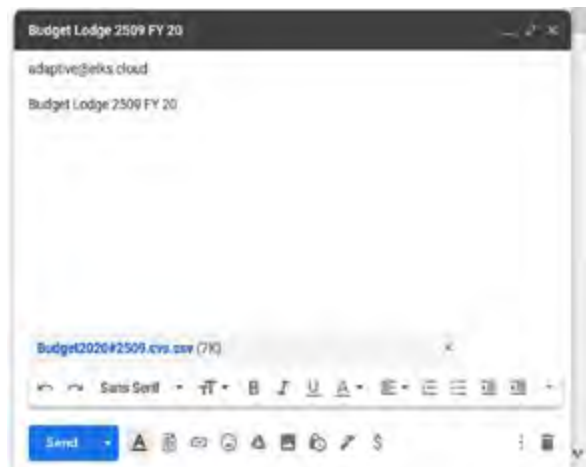 Budget Lodge 2509 FY 20
adaptive@elks.cloud
Budget Lodge 2509 FY 20
Budget2020#2509.cvs.csv (7K)
Sans Serif
Send